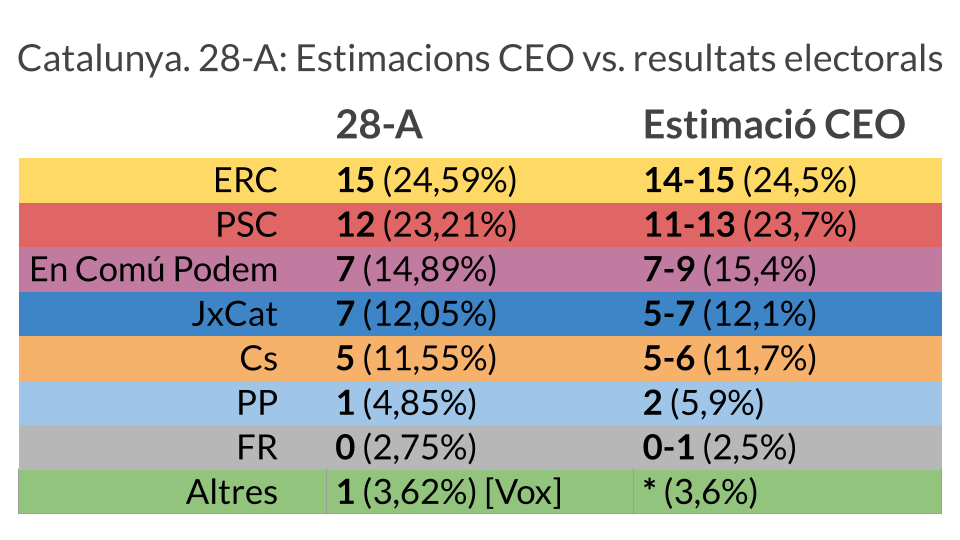 Catalunya. 28-A: Estimacions CEO vs. resultats electorals
28-A Estimació CEO
ERC 15 (24,59%) 14-15 (24,5%)
PSC 12 (23,21%) 11-13 (23,7%)
En Comú Podem 7 (14,89%) 7-9 (15,4%)
JxCat 7 (12,05%) 5-7 (12,1%)
Cs 5 (11,55%) 5-6 (11,7%)
PP 1 (4,85%) 2 (5,9%)
FR 0 (2,75%) 0-1 (2,5%)
Altres 1 (3,62%) [Vox] * (3,6%)